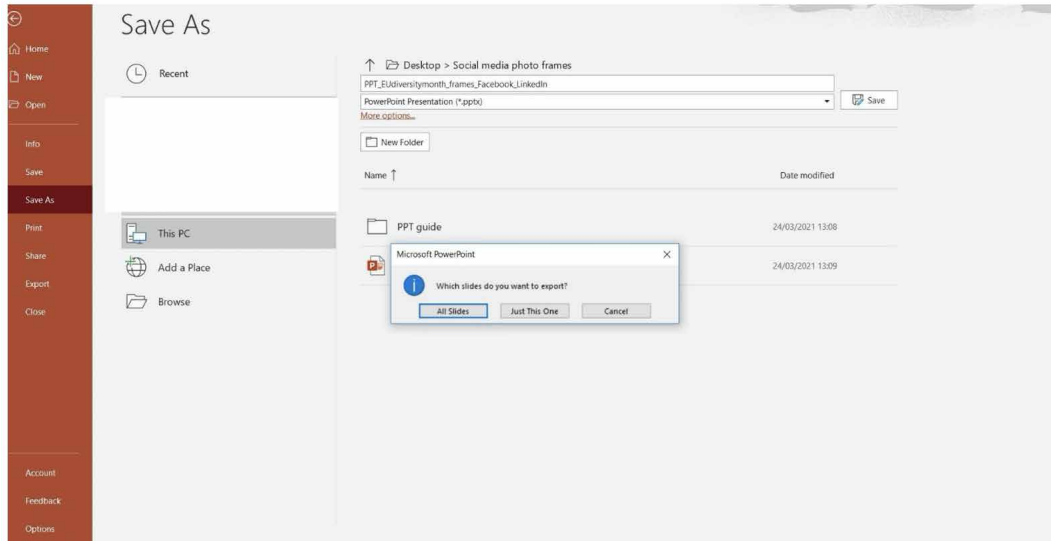 Save As
Home
New
Open
Info
Save
Save As
Print
Share
Export
Close
Account
Feedback
Options
Recent
This PC
Add a Place
Browse
Desktop > Social media photo frames
PPT_EUdiversitymonth_frames_Facebook_LinkedIn
PowerPoint Presentation (*.pptx)
Save
More options...
New Folder
Name ↑ Date modified
PPT guide 24/03/2021 13:08
24/03/2021 13:09
Microsoft PowerPoint
Which slides do you want to export?
All Slides Just This One Cancel